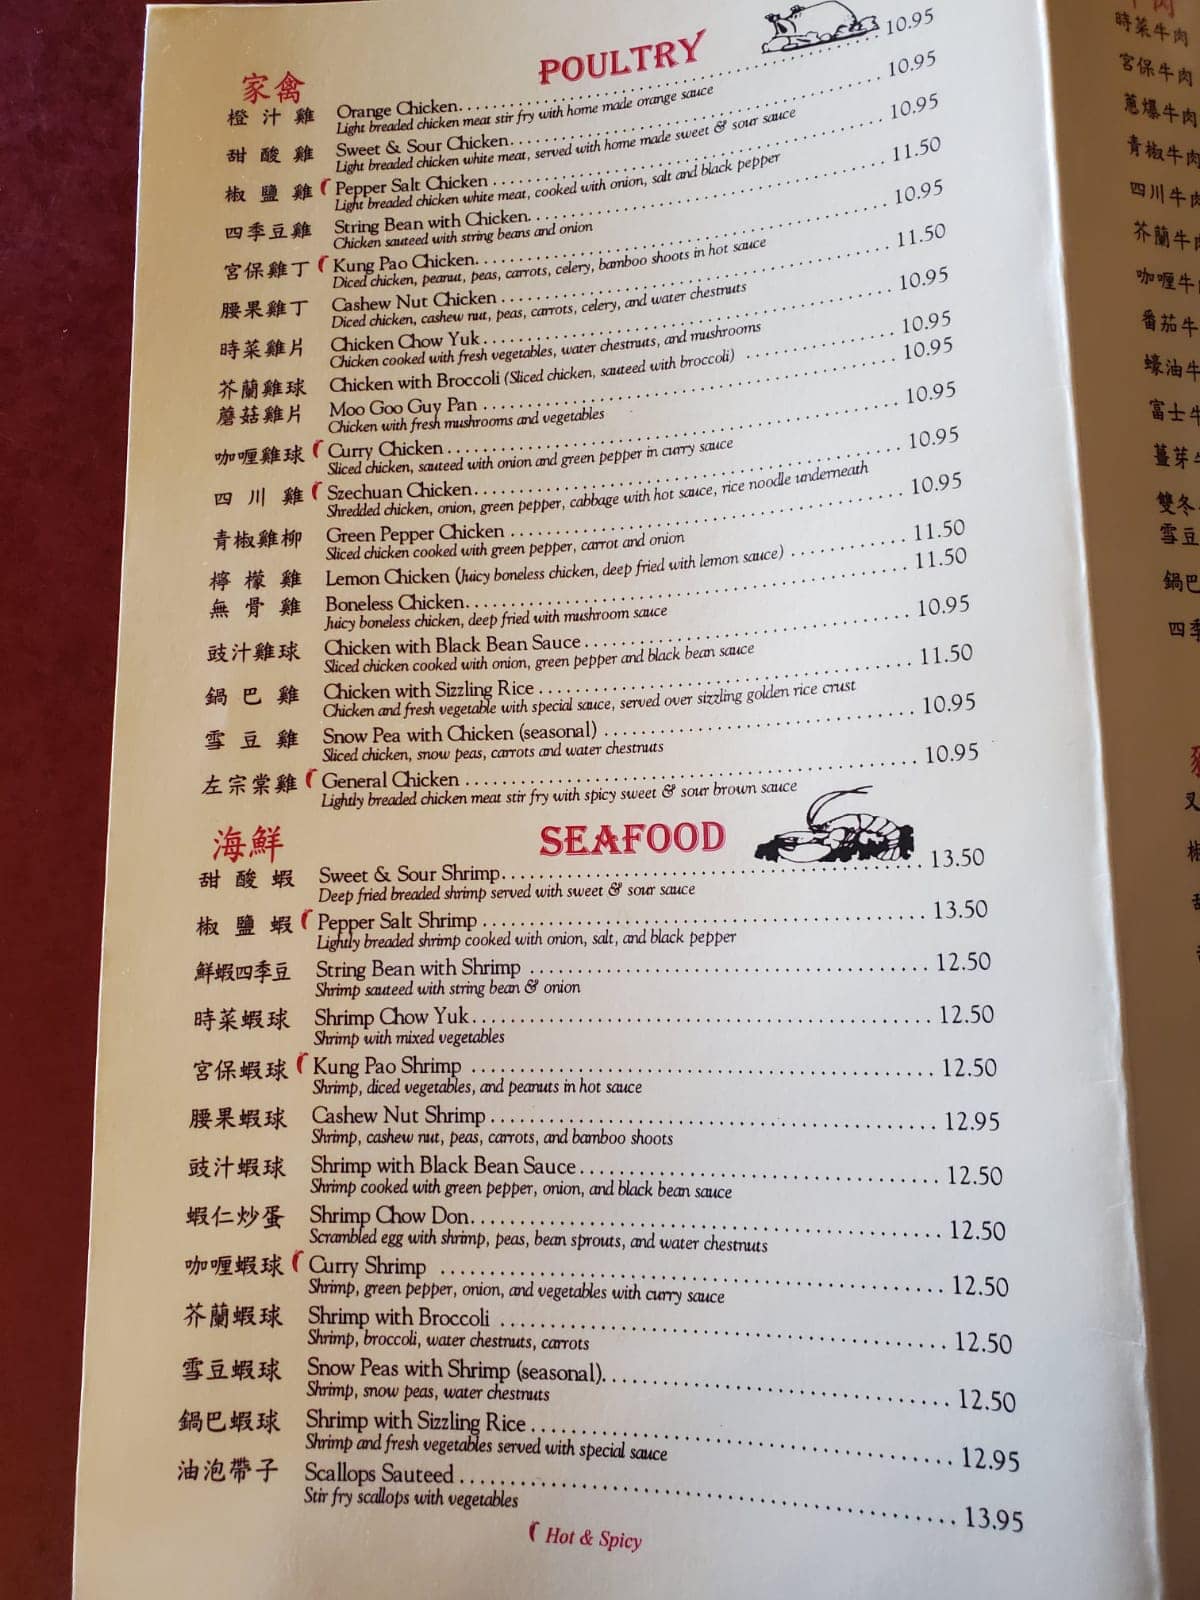 家禽 POULTRY
橙汁雞 Orange Chicken 10.95
Light breaded chicken meat stir fry with home made orange sauce
甜酸雞 Sweet & Sour Chicken 10.95
Light breaded chicken white meat, served with home made sweet & sour sauce
椒鹽雞 Pepper Salt Chicken 10.95
Light breaded chicken white meat, cooked with onion, salt and black pepper
四季豆雞 String Bean with Chicken 11.50
Chicken sauteed with string beans and onion
宮保雞丁 Kung Pao Chicken 10.95
Diced chicken, peanut, peas, carrots, celery, bamboo shoots in hot sauce
腰果雞丁 Cashew Nut Chicken 11.50
Diced chicken, cashew nut, peas, carrots, celery, and water chestnuts
時菜雞片 Chicken Chow Yuk 10.95
Chicken cooked with fresh vegetables, water chestnuts, and mushrooms
芥蘭雞球 Chicken with Broccoli (Sliced chicken, sauteed with broccoli) 10.95
蘑菇雞片 Moo Goo Guy Pan 10.95
Chicken with fresh mushrooms and vegetables
咖喱雞球 Curry Chicken 10.95
Sliced chicken, sauteed with onion and green pepper in curry sauce
四川雞 Szechuan Chicken 10.95
Shredded chicken, onion, green pepper, cabbage with hot sauce, rice noodle underneath
青椒雞柳 Green Pepper Chicken 10.95
Sliced chicken cooked with green pepper, carrot and onion
檸檬雞 Lemon Chicken (Juicy boneless chicken, deep fried with lemon sauce) 11.50
無骨雞 Boneless Chicken 11.50
Juicy boneless chicken, deep fried with mushroom sauce
豉汁雞球 Chicken with Black Bean Sauce 10.95
Sliced chicken cooked with onion, green pepper and black bean sauce
鍋巴雞 Chicken with Sizzling Rice 11.50
Chicken and fresh vegetable with special sauce, served over sizzling golden rice crust
雪豆雞 Snow Pea with Chicken (seasonal) 10.95
Sliced chicken, snow peas, carrots and water chestnuts
左宗棠雞 General Chicken 10.95
Lightly breaded chicken meat stir fry with spicy sweet & sour brown sauce
海鮮 SEAFOOD
甜酸蝦 Sweet & Sour Shrimp 13.50
Deep fried breaded shrimp served with sweet & sour sauce
椒鹽蝦 Pepper Salt Shrimp 13.50
Lightly breaded shrimp cooked with onion, salt, and black pepper
鮮蝦四季豆 String Bean with Shrimp 12.50
Shrimp sauteed with string bean & onion
時菜蝦球 Shrimp Chow Yuk 12.50
Shrimp with mixed vegetables
宮保蝦球 Kung Pao Shrimp 12.50
Shrimp, diced vegetables, and peanuts in hot sauce
腰果蝦球 Cashew Nut Shrimp 12.95
Shrimp, cashew nut, peas, carrots, and bamboo shoots
豉汁蝦球 Shrimp with Black Bean Sauce 12.50
Shrimp cooked with green pepper, onion, and black bean sauce
蝦仁炒蛋 Shrimp Chow Don 12.50
Scrambled egg with shrimp, peas, bean sprouts, and water chestnuts
咖喱蝦球 Curry Shrimp 12.50
Shrimp, green pepper, onion, and vegetables with curry sauce
芥蘭蝦球 Shrimp with Broccoli 12.50
Shrimp, broccoli, water chestnuts, carrots
雪豆蝦球 Snow Peas with Shrimp (seasonal) 12.50
Shrimp, snow peas, water chestnuts
鍋巴蝦球 Shrimp with Sizzling Rice 12.95
Shrimp and fresh vegetables served with special sauce
油泡帶子 Scallops Sauteed 13.95
Stir fry scallops with vegetables
Hot & Spicy
時菜牛肉
宮保牛肉
蔥爆牛肉
青椒牛肉
四川牛肉
芥蘭牛
咖喱牛
番茄牛
蠔油牛
富士牛
薑芽
雙冬
雪豆
鍋巴
四季